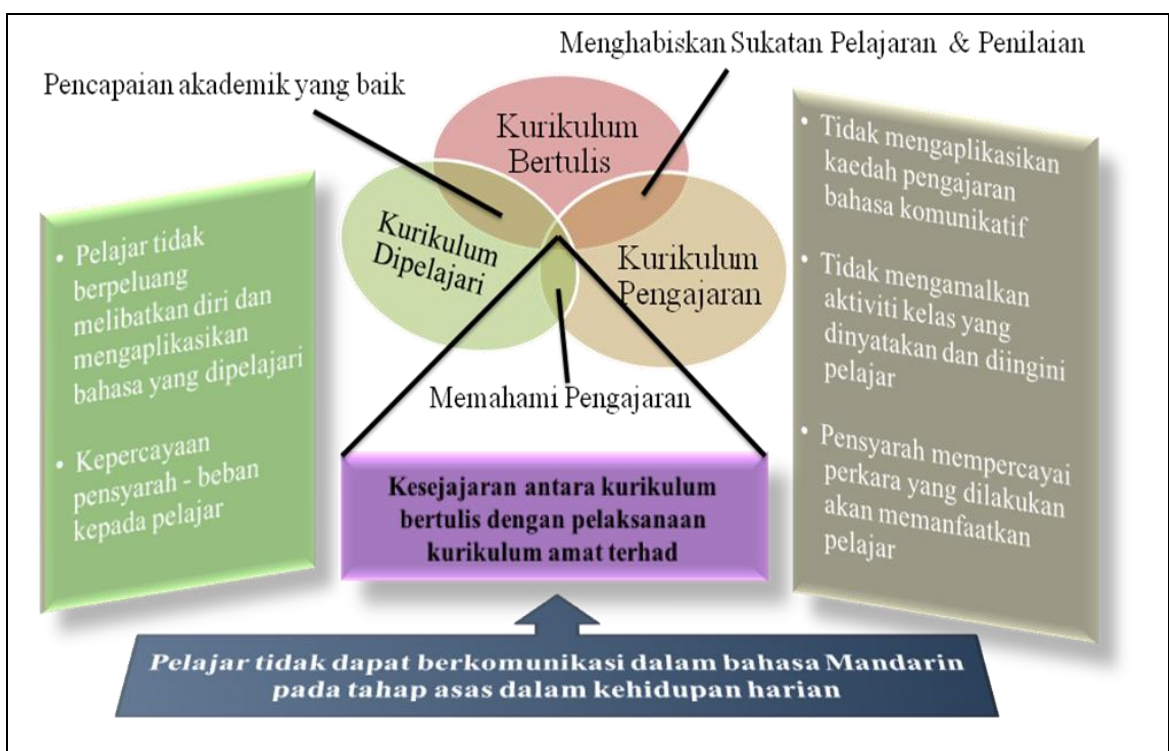 Menghabiskan Sukatan Pelajaran & Penilaian
Pencapaian akademik yang baik
Kurikulum
Bertulis
Kurikulum
Dipelajari
Kurikulum
Pengajaran
Memahami Pengajaran
• Pelajar tidak
berpeluang
melibatkan diri dan
mengaplikasikan
bahasa yang dipelajari
• Kepercayaan
pensyarah - beban
kepada pelajar
• Tidak mengaplikasikan
kaedah pengajaran
bahasa komunikatif
• Tidak mengamalkan
aktiviti kelas yang
dinyatakan dan diingini
pelajar
• Pensyarah mempercayai
perkara yang dilakukan
akan memanfaatkan
pelajar
Kesejajaran antara kurikulum
bertulis dengan pelaksanaan
kurikulum amat terhad
Pelajar tidak dapat berkomunikasi dalam bahasa Mandarin
pada tahap asas dalam kehidupan harian